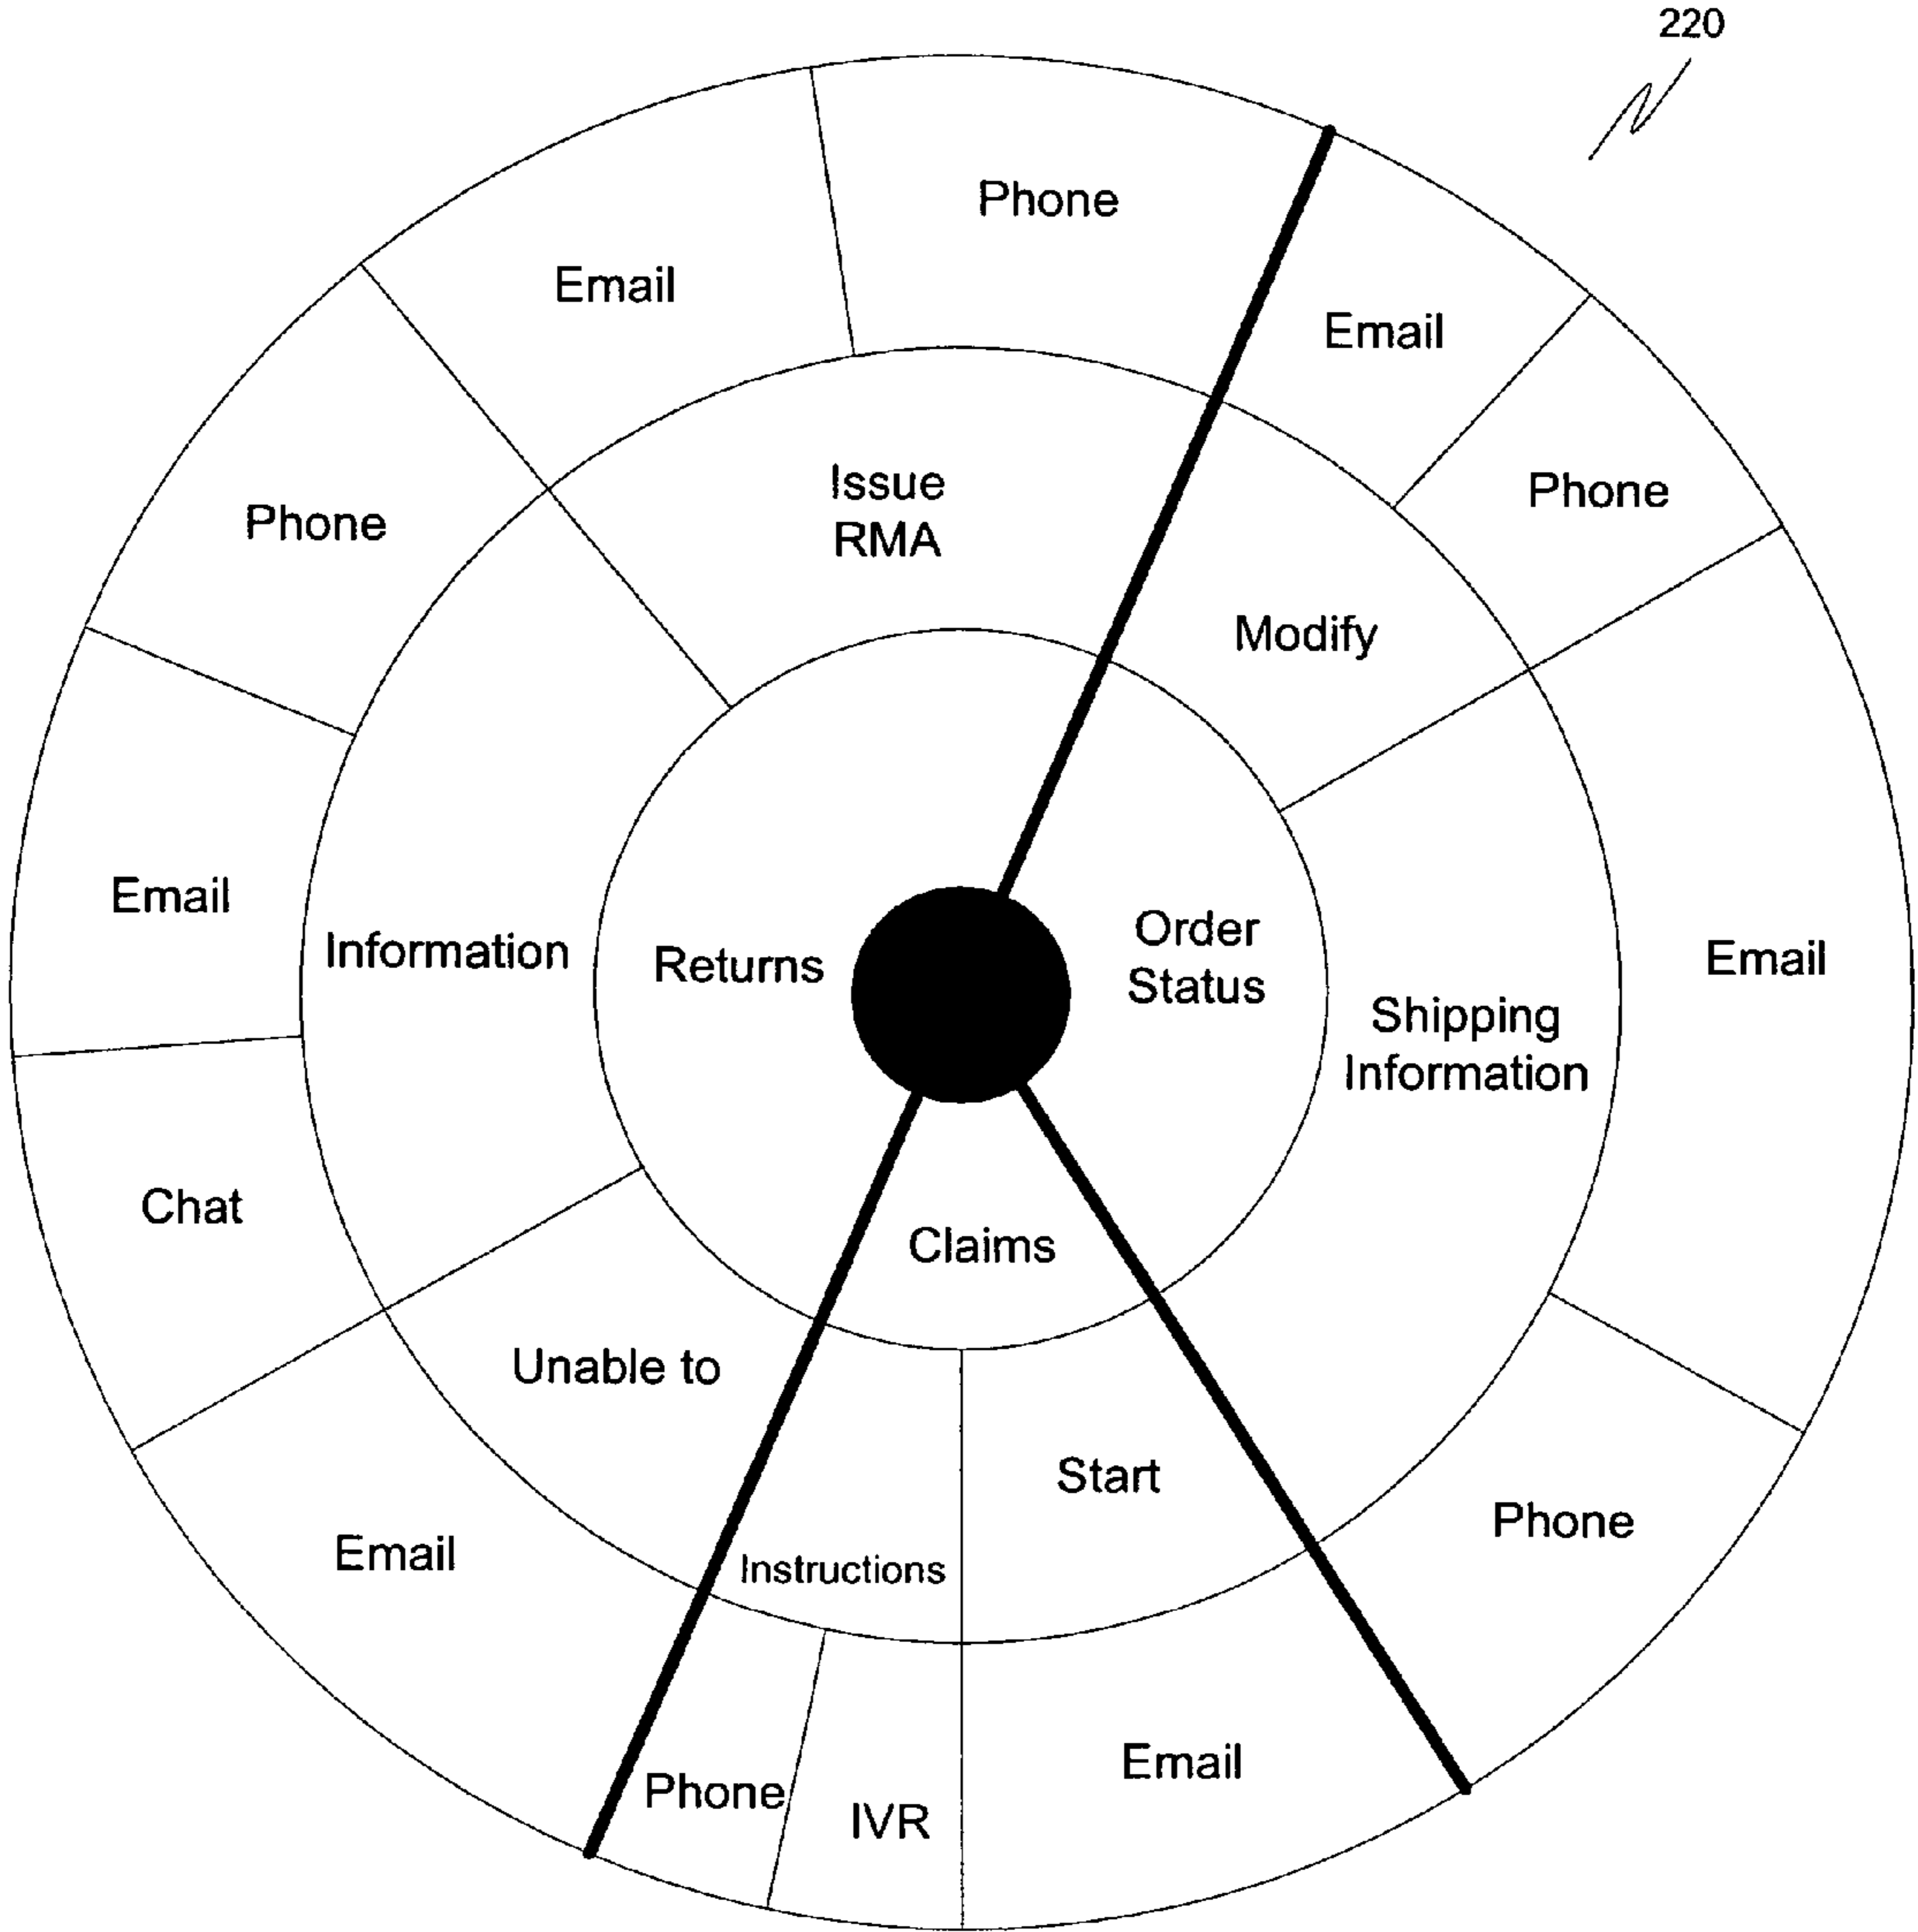 220
Phone
Email
Email
Issue
RMA
Phone
Phone
Modify
Email
Information
Returns
Order
Status
Email
Shipping
Information
Chat
Claims
Unable to
Start
Phone
Email
Instructions
Email
Phone
IVR